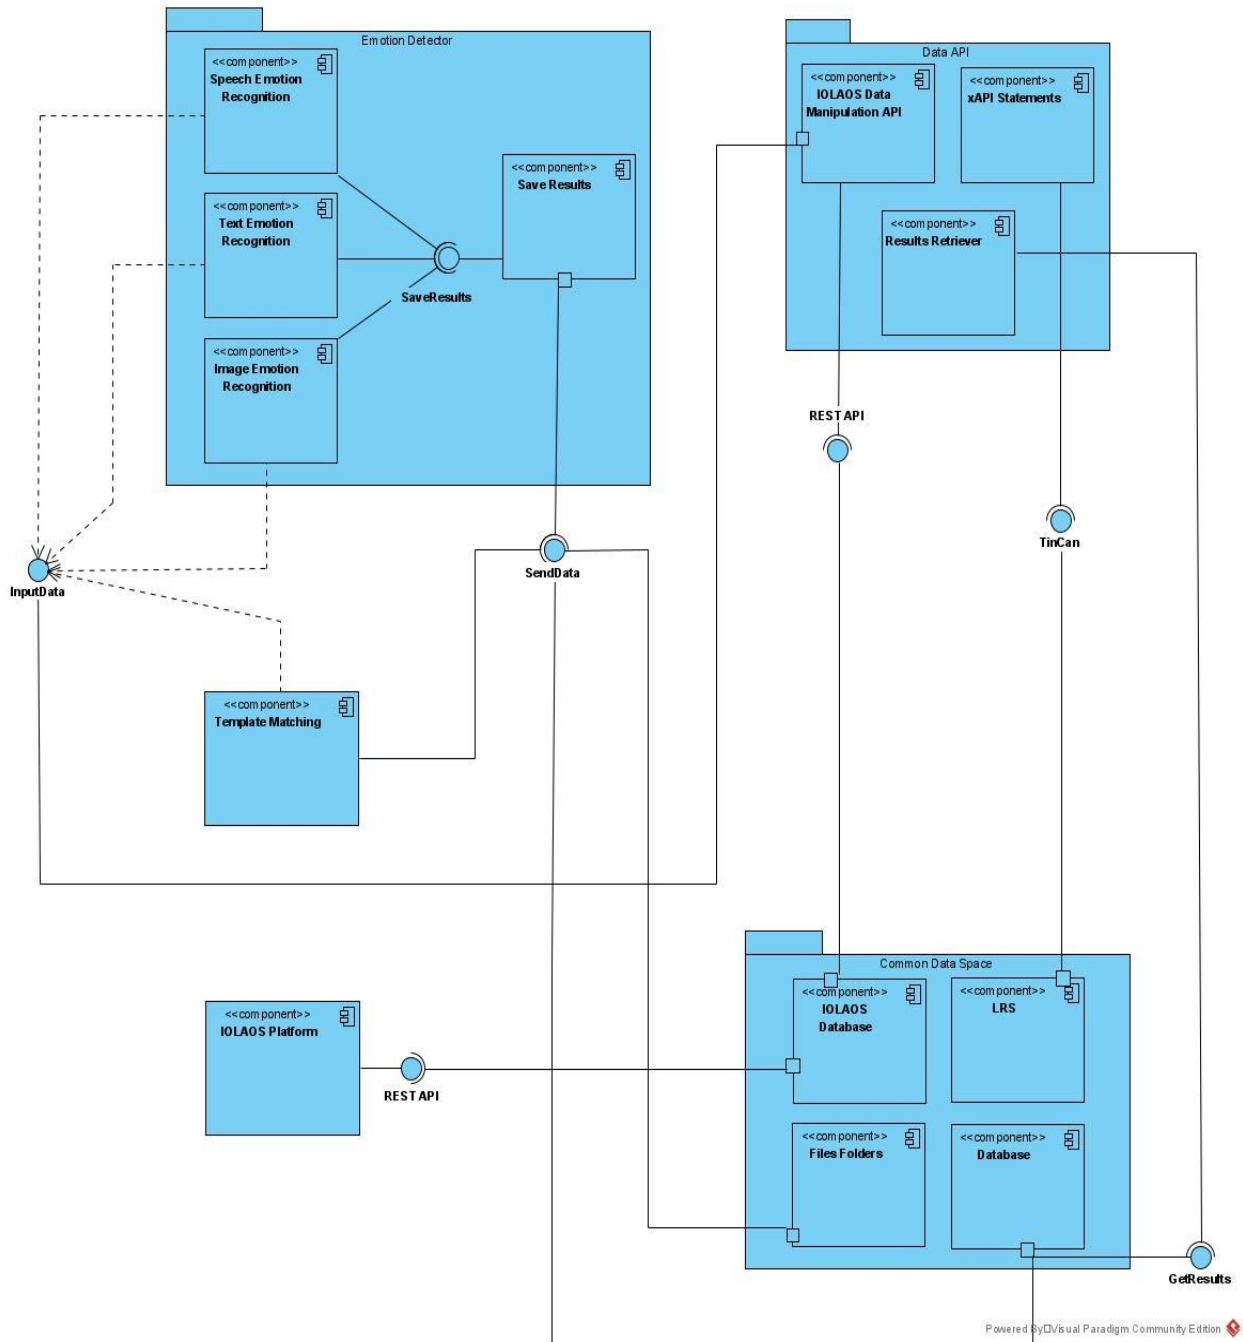 Emotion Detector
<<component>>
Speech Emotion
Recognition
<<component>>
Text Emotion
Recognition
<<component>>
Image Emotion
Recognition
<<component>>
Save Results
SaveResults
Data API
<<component>>
IOLAOS Data
Manipulation API
<<component>>
xAPI Statements
<<component>>
Results Retriever
REST API
TinCan
InputData
SendData
<<component>>
Template Matching
<<component>>
IOLAOS Platform
REST API
Common Data Space
<<component>>
IOLAOS
Database
<<component>>
LRS
<<component>>
Files Folders
<<component>>
Database
GetResults
Powered By Visual Paradigm Community Edition